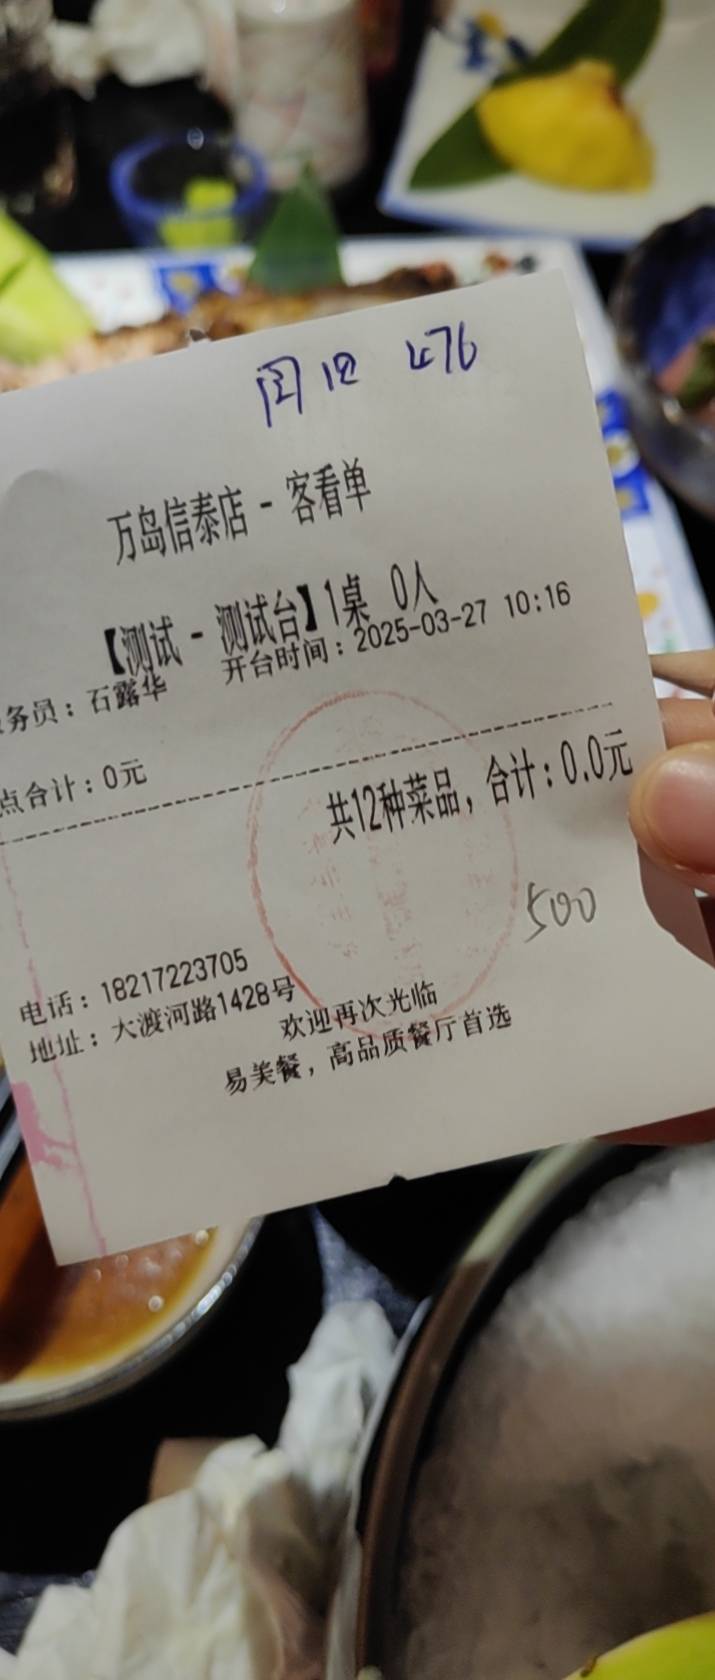 476
万岛信泰店 - 客看单
【测试 - 测试台】1桌 0人
务员：石露华 开台时间：2025-03-27 10:16
点合计：0元
共12种菜品，合计：0.0元
500
电话：18217223705
地址：大渡河路1428号
欢迎再次光临
易美餐，高品质餐厅首选